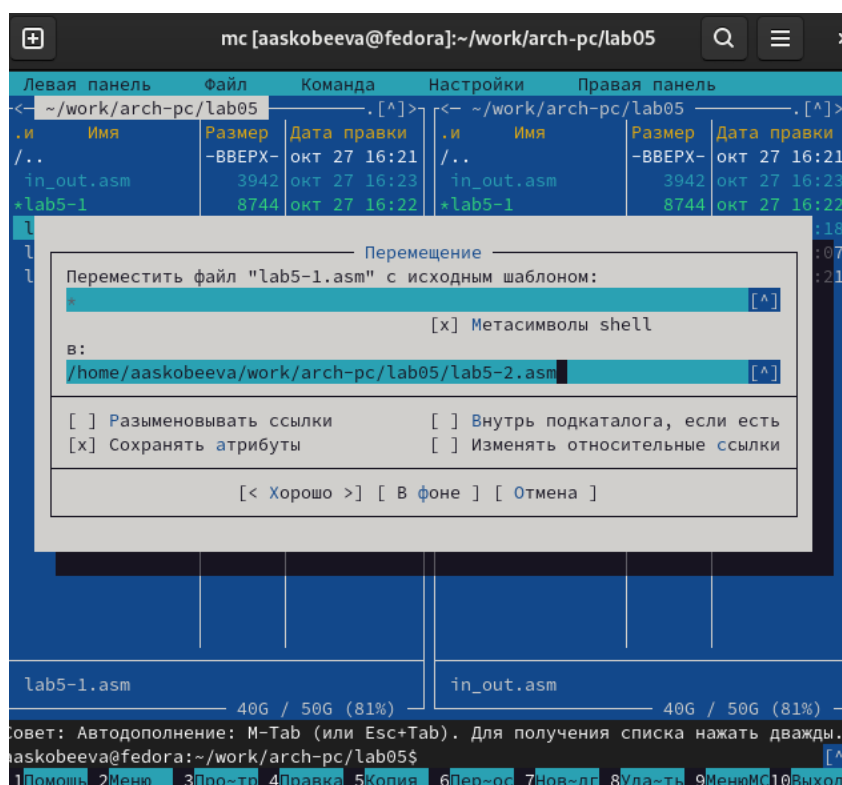 mc [aaskobeeva@fedora]:~/work/arch-pc/lab05
Левая панель Файл Команда Настройки Правая панель
<— ~/work/arch-pc/lab05 .[^]> <— ~/work/arch-pc/lab05 .[^]>
.и Имя Размер Дата правки .и Имя Размер Дата правки
/.. -ВВЕРХ- окт 27 16:21 /.. -ВВЕРХ- окт 27 16:21
in_out.asm 3942 окт 27 16:23 in_out.asm 3942 окт 27 16:23
*lab5-1 8744 окт 27 16:22 *lab5-1 8744 окт 27 16:22
l :18
l Перемещение :07
l Переместить файл "lab5-1.asm" с исходным шаблоном: :21
* [^]
[x] Метасимволы shell
в:
/home/aaskobeeva/work/arch-pc/lab05/lab5-2.asm [^]
[ ] Разыменовывать ссылки [ ] Внутрь подкаталога, если есть
[x] Сохранять атрибуты [ ] Изменять относительные ссылки
[< Хорошо >] [ В фоне ] [ Отмена ]
lab5-1.asm in_out.asm
40G / 50G (81%) 40G / 50G (81%)
Совет: Автодополнение: M-Tab (или Esc+Tab). Для получения списка нажать дважды.
aaskobeeva@fedora:~/work/arch-pc/lab05$ [^
1Помощь 2Меню 3Про~тр 4Правка 5Копия 6Пер~ос 7Нов~лг 8Уда~ть 9МенюMC 10Выход